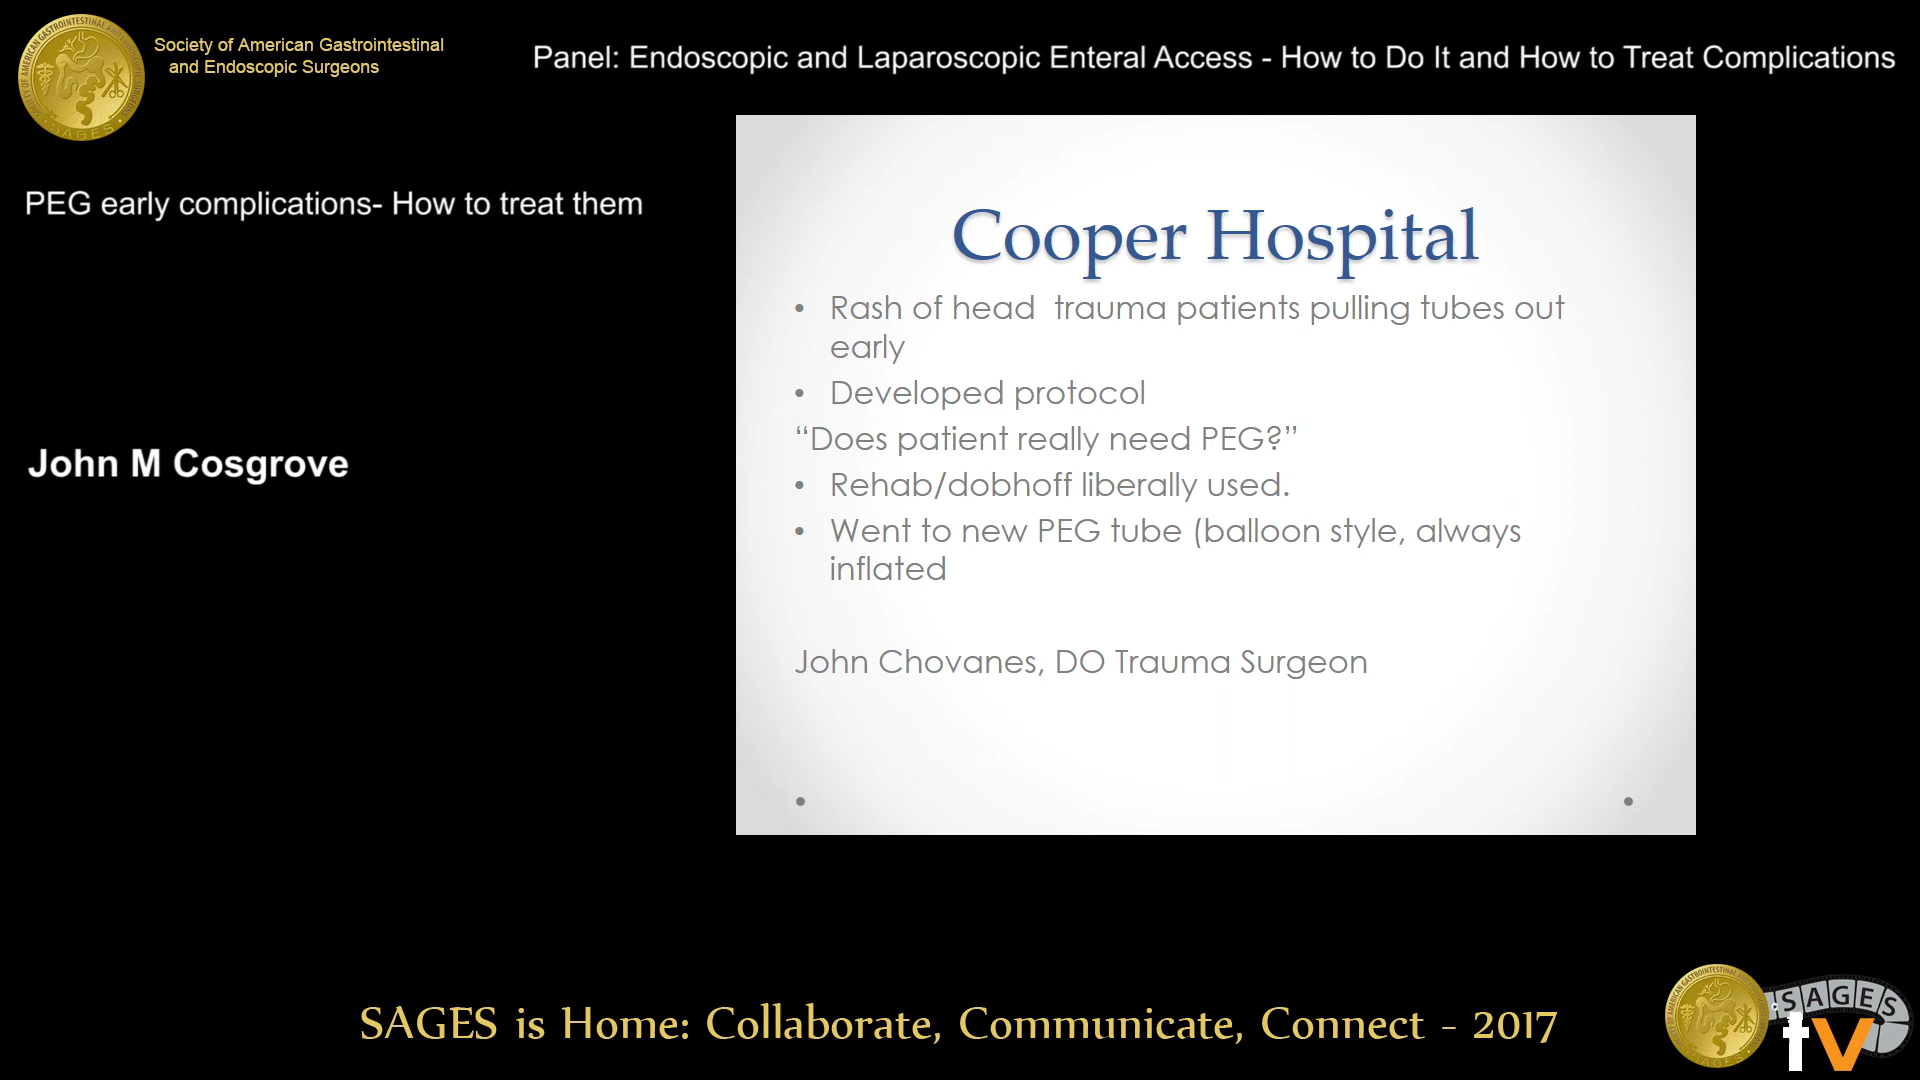 Society of American Gastrointestinal
and Endoscopic Surgeons
Panel: Endoscopic and Laparoscopic Enteral Access - How to Do It and How to Treat Complications
PEG early complications- How to treat them
John M Cosgrove
Cooper Hospital
• Rash of head  trauma patients pulling tubes out
early
• Developed protocol
“Does patient really need PEG?”
• Rehab/dobhoff liberally used.
• Went to new PEG tube (balloon style, always
inflated
John Chovanes, DO Trauma Surgeon
SAGES is Home: Collaborate, Communicate, Connect - 2017
SAGES
tv